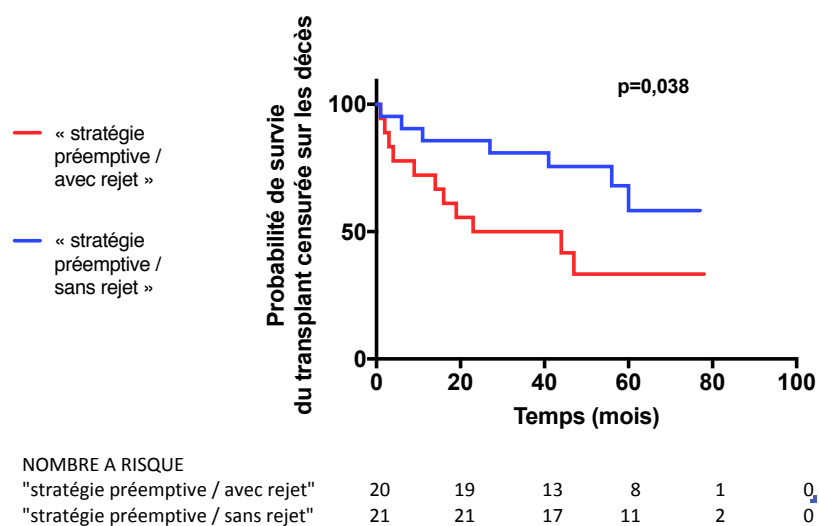 p=0,038
« stratégie
préemptive /
avec rejet »
« stratégie
préemptive /
sans rejet »
Probabilité de survie
du transplant censurée sur les décès
100
50
0
0 20 40 60 80 100
Temps (mois)
NOMBRE A RISQUE
"stratégie préemptive / avec rejet" 20 19 13 8 1 0
"stratégie préemptive / sans rejet" 21 21 17 11 2 0